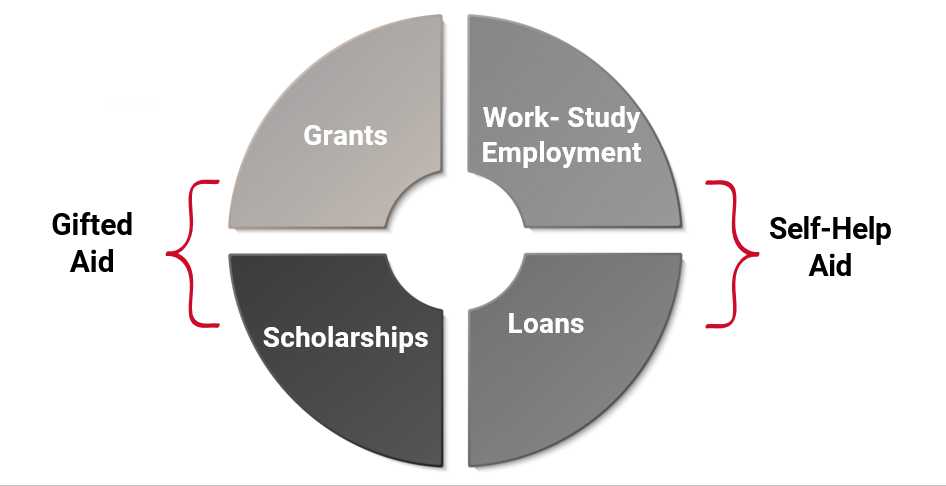 Grants
Work- Study
Employment
Gifted
Aid
Self-Help
Aid
Scholarships
Loans